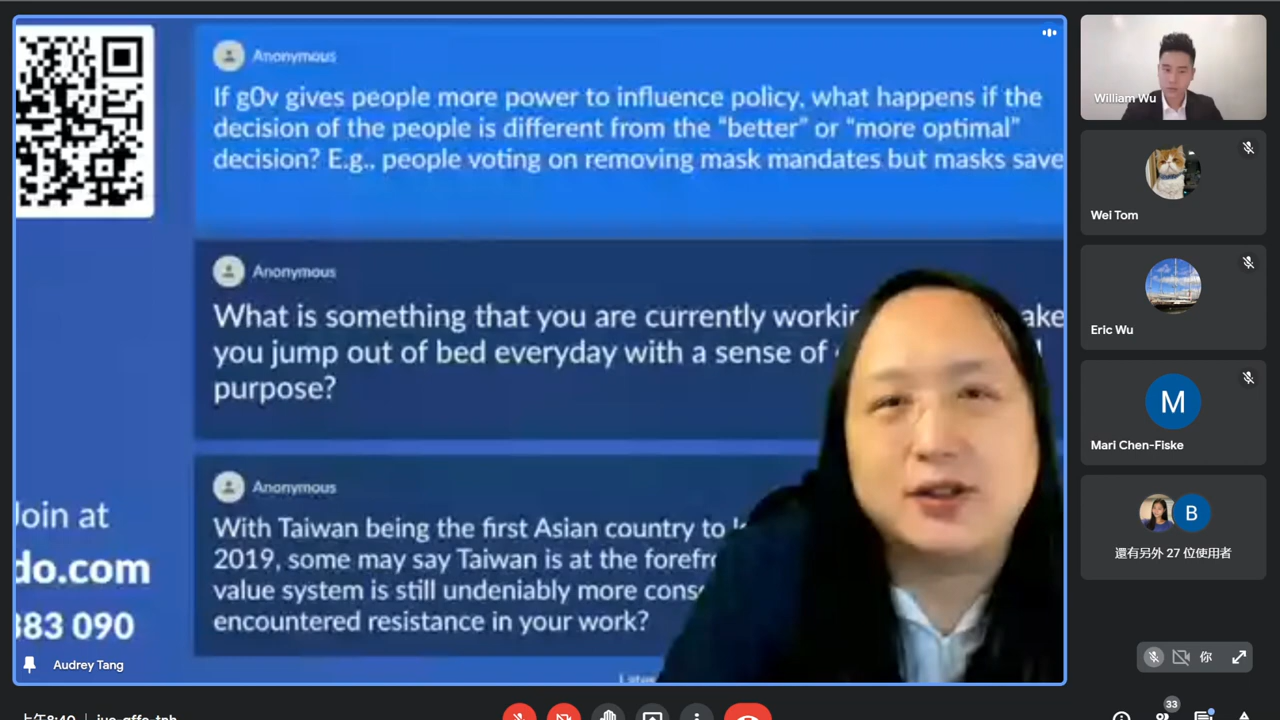 Anonymous
If g0v gives people more power to influence policy, what happens if the
decision of the people is different from the “better” or “more optimal”
decision? E.g., people voting on removing mask mandates but masks save
Anonymous
What is something that you are currently
you jump out of bed everyday with a sense of
purpose?
Anonymous
With Taiwan being the first Asian country to
2019, some may say Taiwan is at the
value system is still undeniably more
encountered resistance in your work?
Join at
do.com
383 090
Audrey Tang
William Wu
Wei Tom
Eric Wu
M
Mari Chen-Fiske
B
還有另外 27 位使用者
你
33
上午8:40